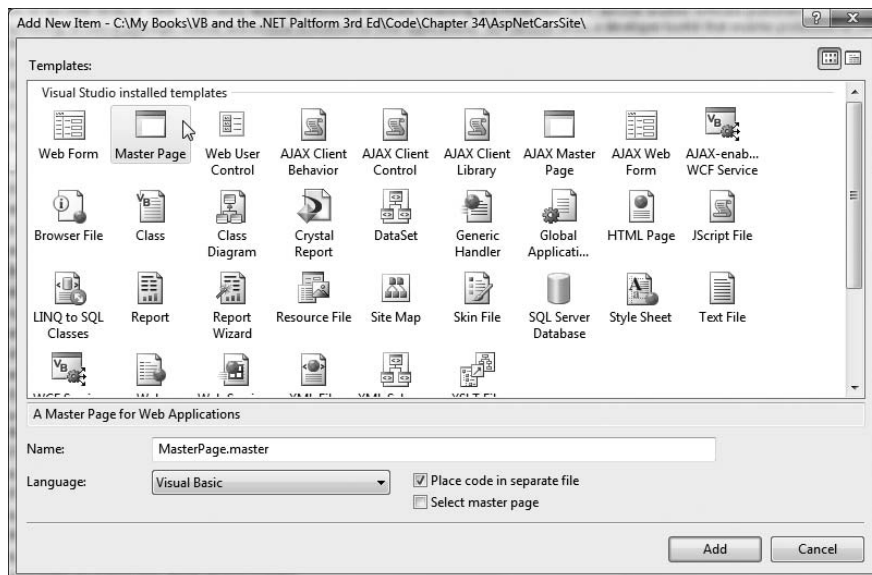 Add New Item - C:\My Books\VB and the .NET Paltform 3rd Ed\Code\Chapter 34\AspNetCarsSite\
Templates:
Visual Studio installed templates
Web Form Master Page Web User Control AJAX Client Behavior AJAX Client Control AJAX Client Library AJAX Master Page AJAX Web Form AJAX-enab... WCF Service
Browser File Class Class Diagram Crystal Report DataSet Generic Handler Global Applicati... HTML Page JScript File
LINQ to SQL Classes Report Report Wizard Resource File Site Map Skin File SQL Server Database Style Sheet Text File
A Master Page for Web Applications
Name: MasterPage.master
Language: Visual Basic Place code in separate file
Select master page
Add Cancel